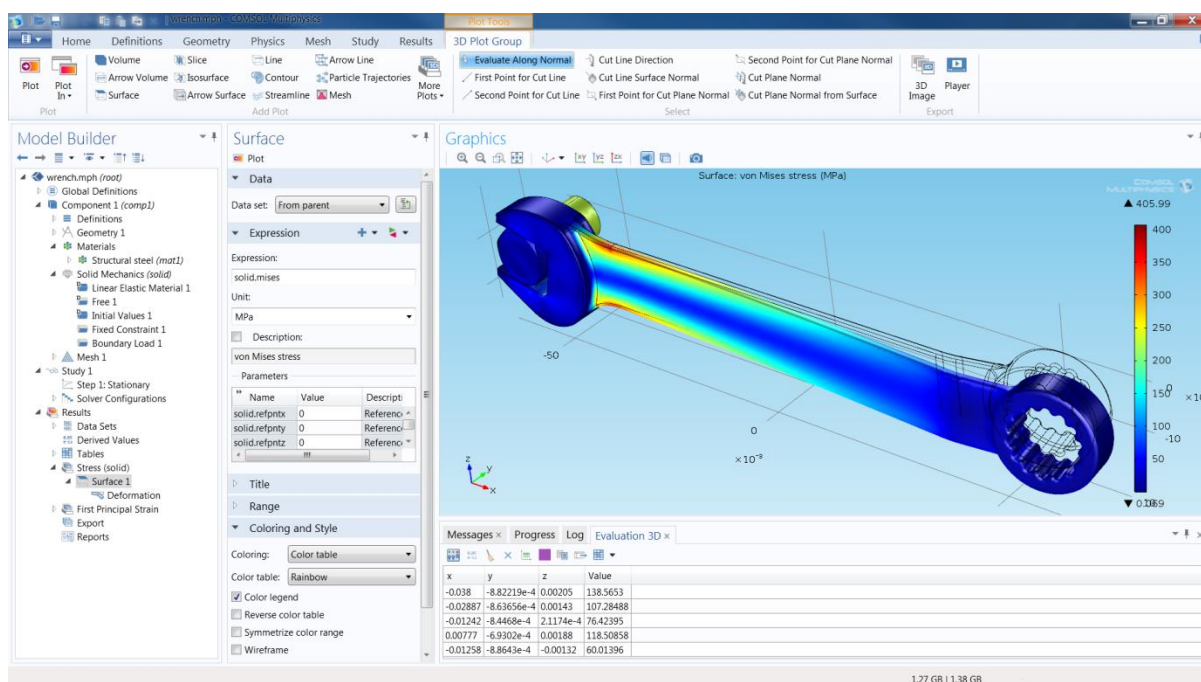 wrench.mph - COMSOL Multiphysics
Plot Tools
Home Definitions Geometry Physics Mesh Study Results 3D Plot Group
Plot
Plot In
Volume
Arrow Volume
Surface
Slice
Isosurface
Arrow Surface
Line
Contour
Streamline
Arrow Line
Particle Trajectories
Mesh
More Plots
Evaluate Along Normal
First Point for Cut Line
Second Point for Cut Line
Cut Line Direction
Cut Line Surface Normal
First Point for Cut Plane Normal
Second Point for Cut Plane Normal
Cut Plane Normal
Cut Plane Normal from Surface
3D Image
Player
Plot Add Plot Select Export
Model Builder
wrench.mph (root)
Global Definitions
Component 1 (comp1)
Definitions
Geometry 1
Materials
Structural steel (mat1)
Solid Mechanics (solid)
Linear Elastic Material 1
Free 1
Initial Values 1
Fixed Constraint 1
Boundary Load 1
Mesh 1
Study 1
Step 1: Stationary
Solver Configurations
Results
Data Sets
Derived Values
Tables
Stress (solid)
Surface 1
Deformation
First Principal Strain
Export
Reports
Surface
Plot
Data
Data set: From parent
Expression
Expression:
solid.mises
Unit:
MPa
Description:
von Mises stress
Parameters
Name Value Descripti
solid.refpntx 0 Reference
solid.refpnty 0 Reference
solid.refpntz 0 Reference
Title
Range
Coloring and Style
Coloring: Color table
Color table: Rainbow
Color legend
Reverse color table
Symmetrize color range
Wireframe
Graphics
xy yz zx
Surface: von Mises stress (MPa)
COMSOL
MULTIPHYSICS
▲ 405.99
400
350
300
250
200
150
100
50
0
-10
-50
0
×10⁻³
z
y
x
Messages Progress Log Evaluation 3D
x y z Value
-0.038 -8.82219e-4 0.00205 138.5653
-0.02887 -8.63656e-4 0.00143 107.28488
-0.01242 -8.4468e-4 2.1174e-4 76.42395
0.00777 -6.9302e-4 0.00188 118.50858
-0.01258 -8.8643e-4 -0.00132 60.01396
1.27 GB | 1.38 GB